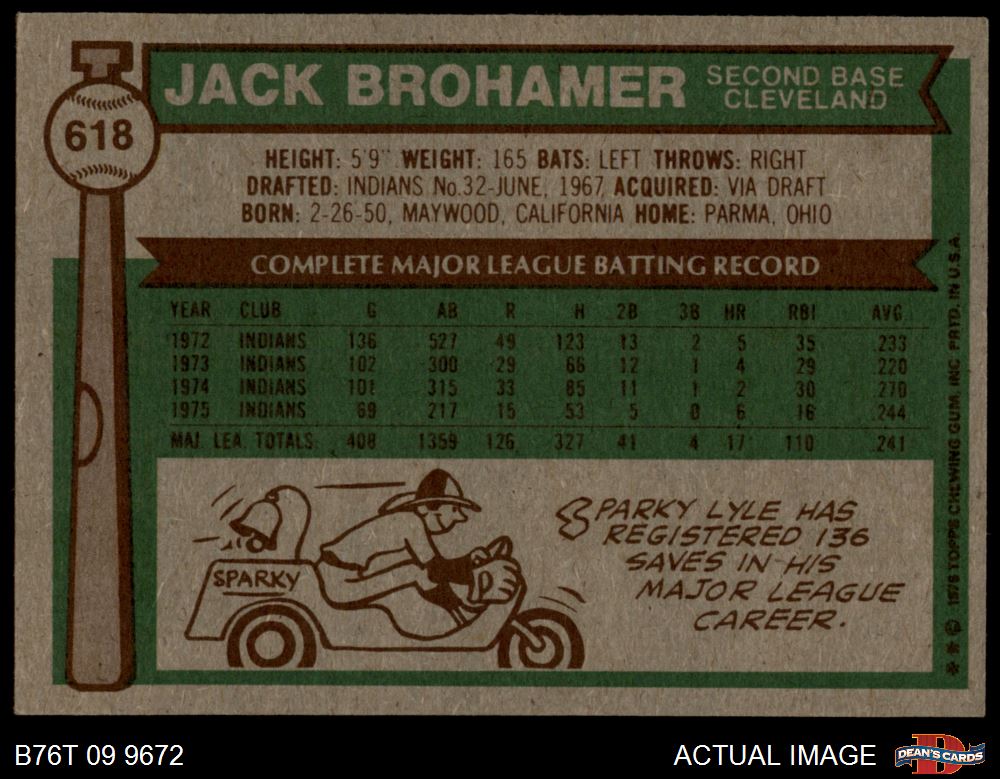 618
JACK BROHAMER
SECOND BASE
CLEVELAND
HEIGHT: 5'9" WEIGHT: 165 BATS: LEFT THROWS: RIGHT
DRAFTED: INDIANS No.32-JUNE, 1967 ACQUIRED: VIA DRAFT
BORN: 2-26-50, MAYWOOD, CALIFORNIA HOME: PARMA, OHIO
COMPLETE MAJOR LEAGUE BATTING RECORD
YEAR CLUB G AB R H 2B 3B HR RBI AVG.
1972 INDIANS 136 527 49 123 13 2 5 35 .233
1973 INDIANS 102 300 29 66 12 1 4 29 .220
1974 INDIANS 101 315 33 85 11 1 2 30 .270
1975 INDIANS 69 217 15 53 5 0 6 16 .244
MAJ. LEA. TOTALS 408 1359 126 327 41 4 17 110 .241
SPARKY
P
SPARKY LYLE HAS
REGISTERED 136
SAVES IN HIS
MAJOR LEAGUE
CAREER.
*** © 1976 TOPPS CHEWING GUM, INC. PRTD. IN U.S.A.
B76T 09 9672
ACTUAL IMAGE
D
DEAN'S CARDS